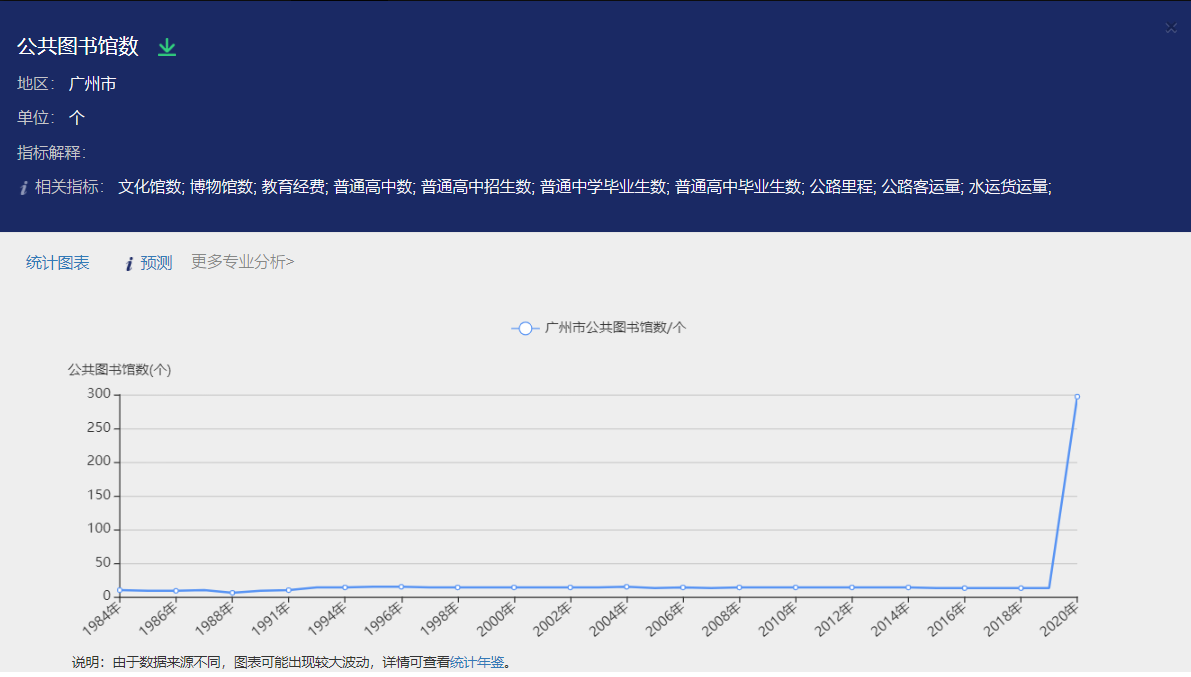 公共图书馆数
地区： 广州市
单位： 个
指标解释：
i 相关指标： 文化馆数; 博物馆数; 教育经费; 普通高中数; 普通高中招生数; 普通中学毕业生数; 普通高中毕业生数; 公路里程; 公路客运量; 水运货运量;
统计图表 i 预测 更多专业分析>
广州市公共图书馆数/个
公共图书馆数(个)
300
250
200
150
100
50
0
1984年 1986年 1988年 1991年 1994年 1996年 1998年 2000年 2002年 2004年 2006年 2008年 2010年 2012年 2014年 2016年 2018年 2020年
说明：由于数据来源不同，图表可能出现较大波动，详情可查看统计年鉴。